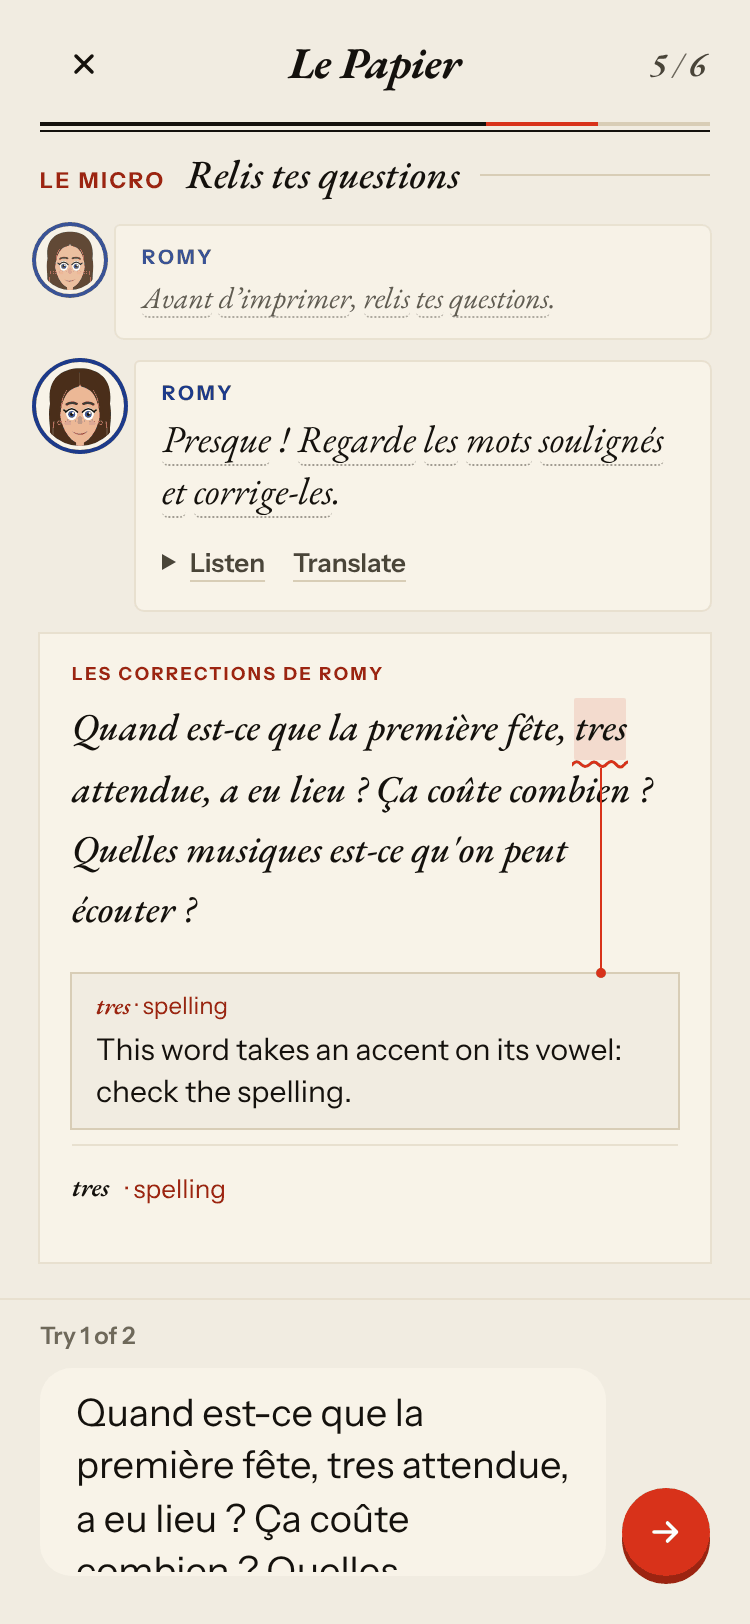 Le Papier
5 / 6
LE MICRO Relis tes questions
ROMY
Avant d'imprimer, relis tes questions.
ROMY
Presque ! Regarde les mots soulignés
et corrige-les.
Listen Translate
LES CORRECTIONS DE ROMY
Quand est-ce que la première fête, tres
attendue, a eu lieu ? Ça coûte combien ?
Quelles musiques est-ce qu'on peut
écouter ?
tres · spelling
This word takes an accent on its vowel:
check the spelling.
tres · spelling
Try 1 of 2
Quand est-ce que la
première fête, tres attendue,
a eu lieu ? Ça coûte
combien ? Quelles